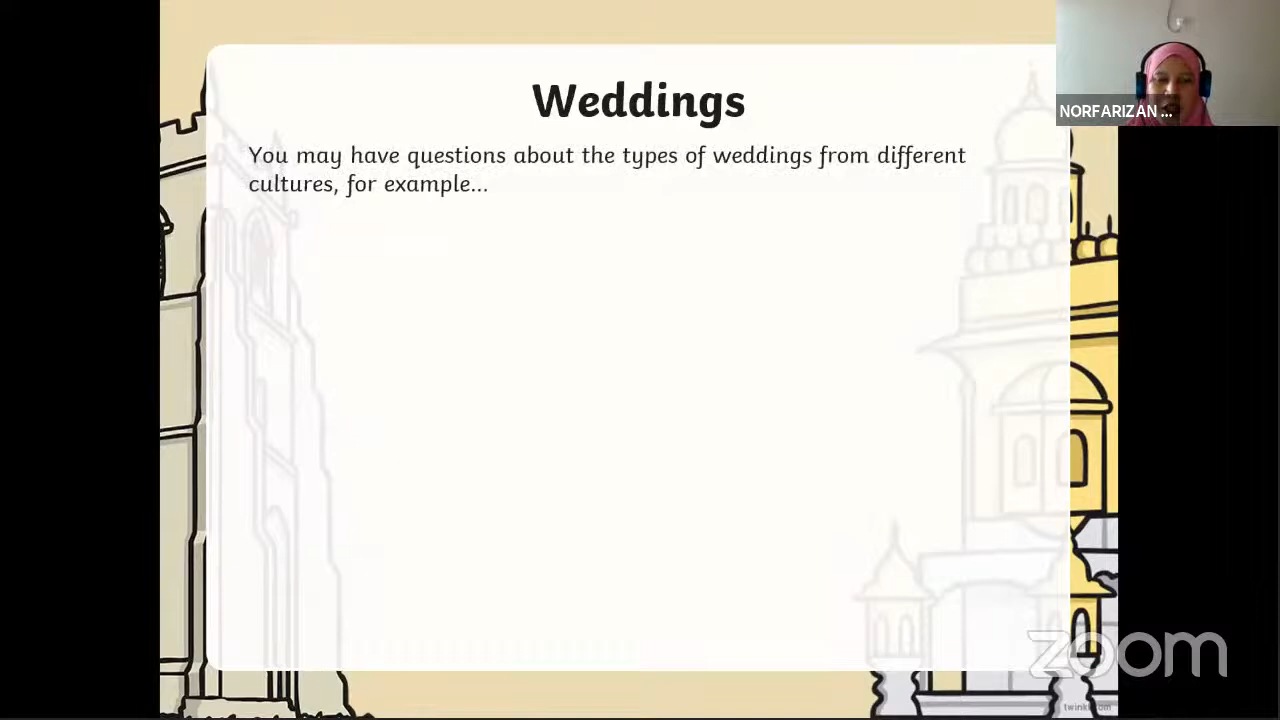 Weddings
NORFARIZAN ...
You may have questions about the types of weddings from different
cultures, for example...
zoom